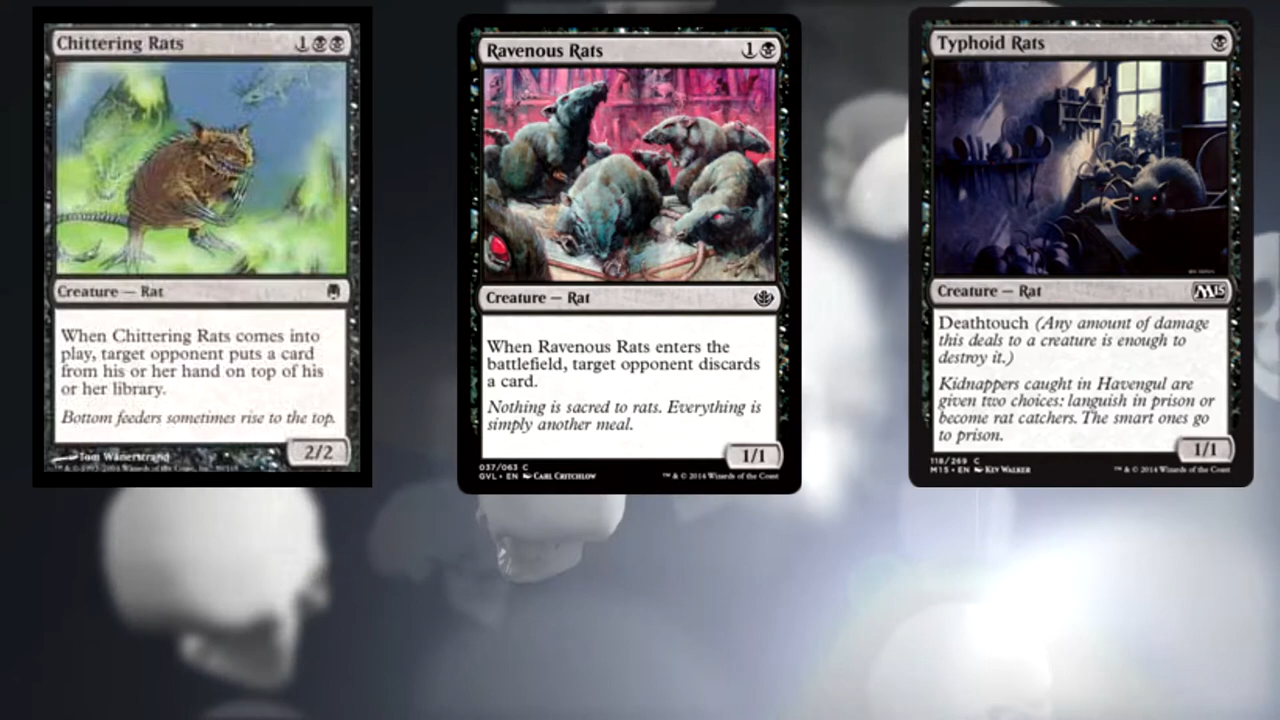 Chittering Rats
1
Creature — Rat
When Chittering Rats comes into
play, target opponent puts a card
from his or her hand on top of his
or her library.
Bottom feeders sometimes rise to the top.
2/2
Tom Wänerstrand
Ravenous Rats
1
Creature — Rat
When Ravenous Rats enters the
battlefield, target opponent discards
a card.
Nothing is sacred to rats. Everything is
simply another meal.
1/1
037/063 C
GVL • EN Carl Critchlow
™ & © 2014 Wizards of the Coast
Typhoid Rats
Creature — Rat
M15
Deathtouch (Any amount of damage
this deals to a creature is enough to
destroy it.)
Kidnappers caught in Havengul are
given two choices: languish in prison or
become rat catchers. The smart ones go
to prison.
1/1
118/269 C
M15 • EN Kev Walker
™ & © 2014 Wizards of the Coast